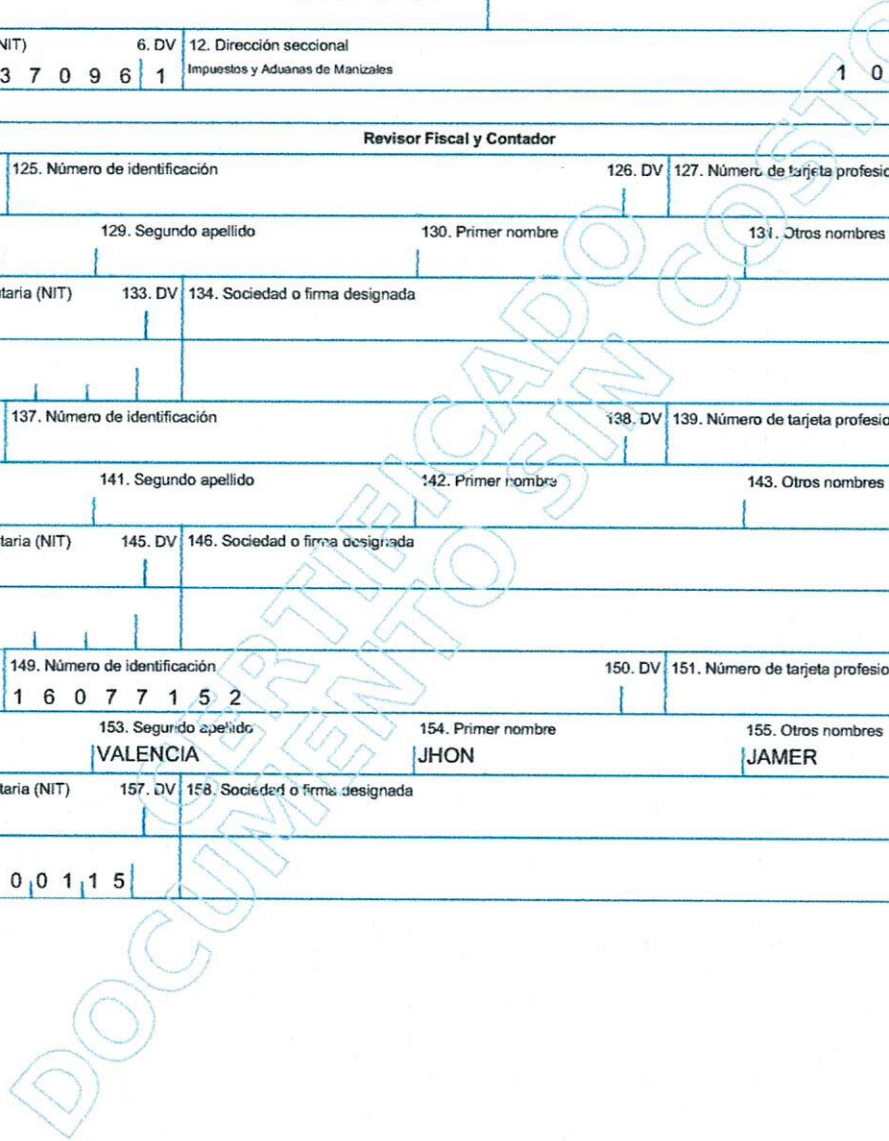 NIT) 6. DV 12. Dirección seccional
3 7 0 9 6 1 Impuestos y Aduanas de Manizales 1 0
Revisor Fiscal y Contador
125. Número de identificación 126. DV 127. Número de tarjeta profesio
129. Segundo apellido 130. Primer nombre 131. Otros nombres
taria (NIT) 133. DV 134. Sociedad o firma designada
137. Número de identificación 138. DV 139. Número de tarjeta profesio
141. Segundo apellido 142. Primer nombre 143. Otros nombres
taria (NIT) 145. DV 146. Sociedad o firma designada
149. Número de identificación 150. DV 151. Número de tarjeta profesio
1 6 0 7 7 1 5 2
153. Segundo apellido 154. Primer nombre 155. Otros nombres
VALENCIA JHON JAMER
taria (NIT) 157. DV 158. Sociedad o firma designada
0 0 1 1 5
CERTIFICADO
DOCUMENTO SIN COSTO